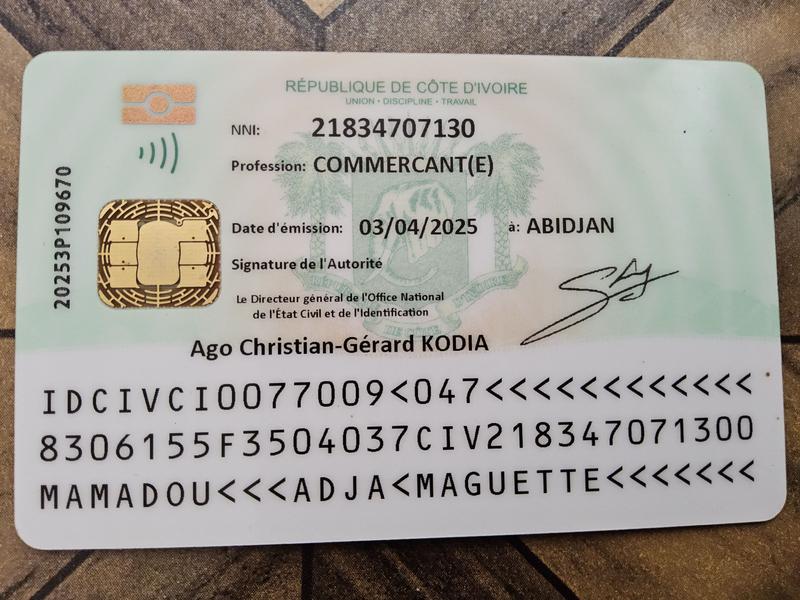 RÉPUBLIQUE DE CÔTE D'IVOIRE
UNION • DISCIPLINE • TRAVAIL
NNI: 21834707130
Profession: COMMERCANT(E)
20253P109670
Date d'émission: 03/04/2025 à: ABIDJAN
Signature de l'Autorité
Le Directeur général de l'Office National
de l'État Civil et de l'Identification
Ago Christian-Gérard KODIA
IDCIVCI0077009<047<<<<<<<<<<<<
8306155F3504037CIV218347071300
MAMADOU<<<ADJA<MAGUETTE<<<<<<<